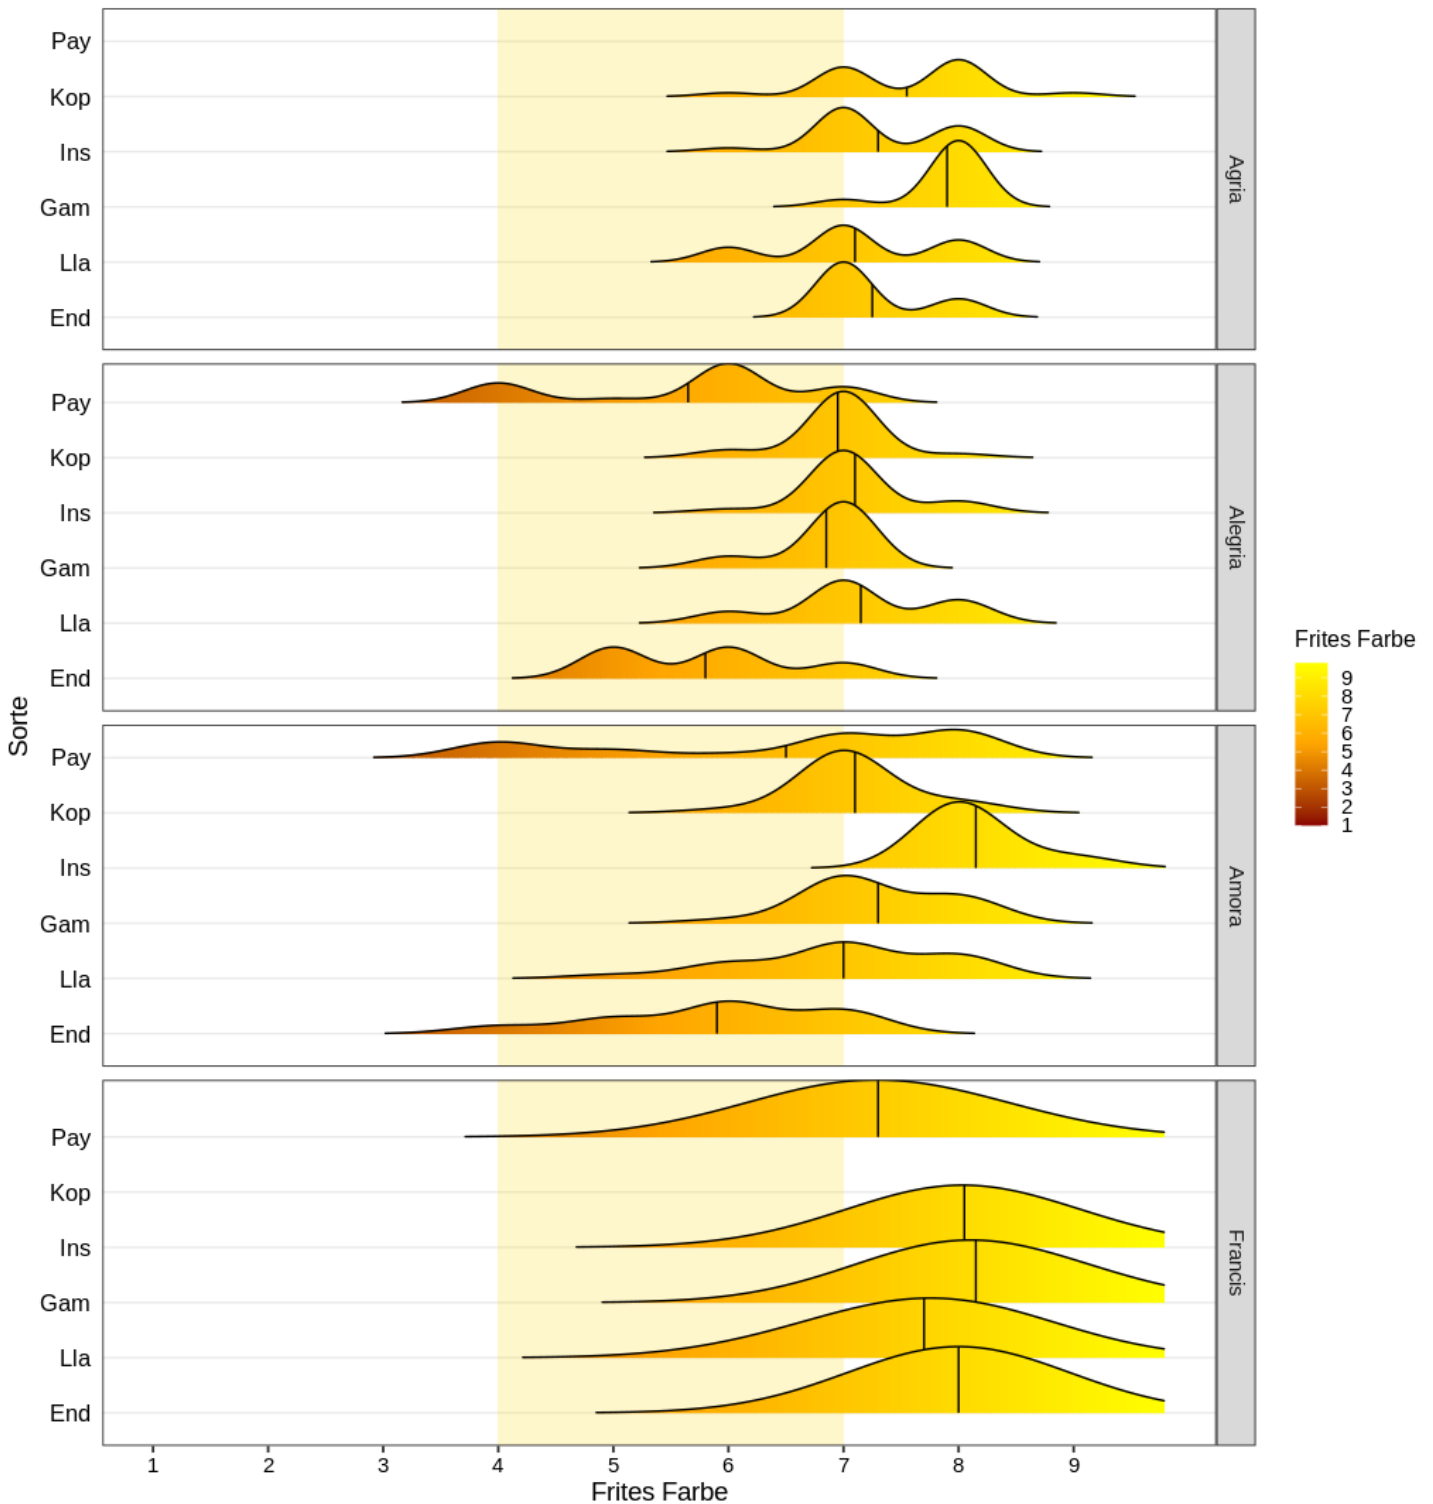 Pay
Kop
Ins
Gam
Lla
End
Agria
Pay
Kop
Ins
Gam
Lla
End
Alegria
Pay
Kop
Ins
Gam
Lla
End
Amora
Pay
Kop
Ins
Gam
Lla
End
Francis
Sorte
1 2 3 4 5 6 7 8 9
Frites Farbe
Frites Farbe
9
8
7
6
5
4
3
2
1